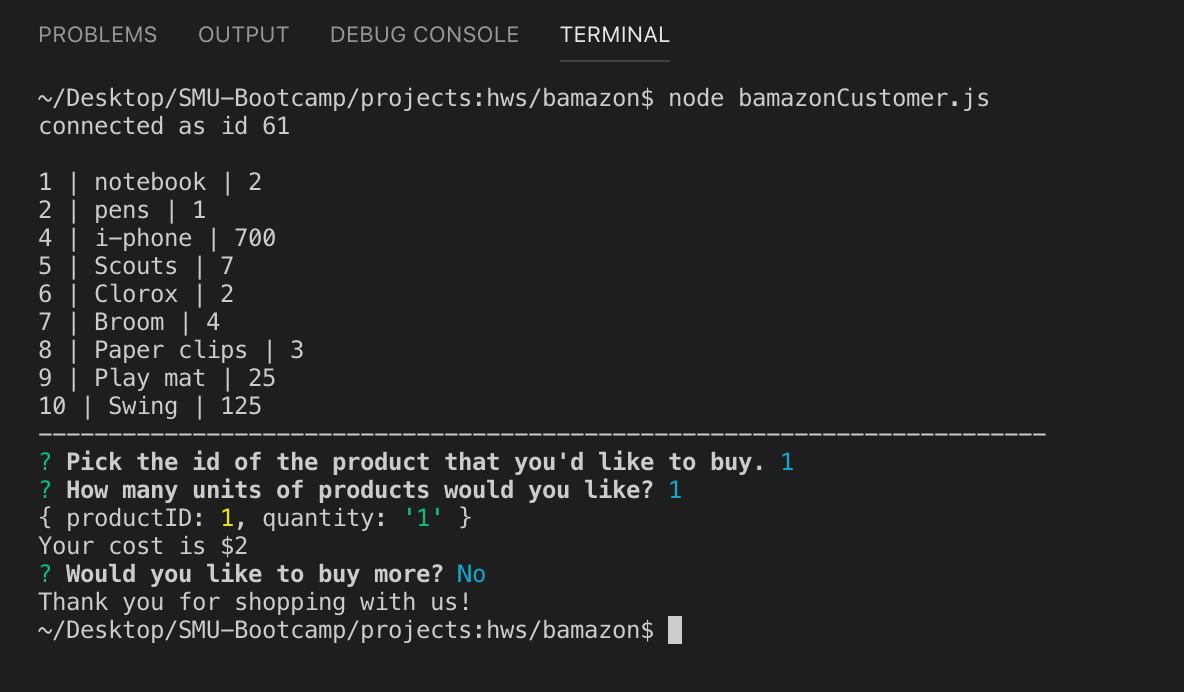 PROBLEMS OUTPUT DEBUG CONSOLE TERMINAL
~/Desktop/SMU-Bootcamp/projects:hws/bamazon$ node bamazonCustomer.js
connected as id 61
1 | notebook | 2
2 | pens | 1
4 | i-phone | 700
5 | Scouts | 7
6 | Clorox | 2
7 | Broom | 4
8 | Paper clips | 3
9 | Play mat | 25
10 | Swing | 125
------------------------------------------------------------------------
? Pick the id of the product that you'd like to buy. 1
? How many units of products would you like? 1
{ productID: 1, quantity: '1' }
Your cost is $2
? Would you like to buy more? No
Thank you for shopping with us!
~/Desktop/SMU-Bootcamp/projects:hws/bamazon$